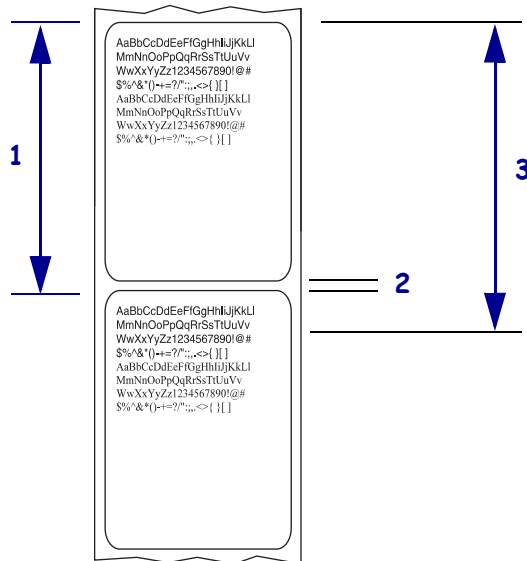 AaBbCcDdEeFfGgHhIiJjKkLl
MmNnOoPpQqRrSsTtUuVv
WwXxYyZz1234567890!@#
$%^&*()-+=?/":;,.<>{ }[ ]
AaBbCcDdEeFfGgHhIiJjKkLl
MmNnOoPpQqRrSsTtUuVv
WwXxYyZz1234567890!@#
$%^&*()-+=?/":;,.<>{ }[ ]
1
3
2
AaBbCcDdEeFfGgHhIiJjKkLl
MmNnOoPpQqRrSsTtUuVv
WwXxYyZz1234567890!@#
$%^&*()-+=?/":;,.<>{ }[ ]
AaBbCcDdEeFfGgHhIiJjKkLl
MmNnOoPpQqRrSsTtUuVv
WwXxYyZz1234567890!@#
$%^&*()-+=?/":;,.<>{ }[ ]